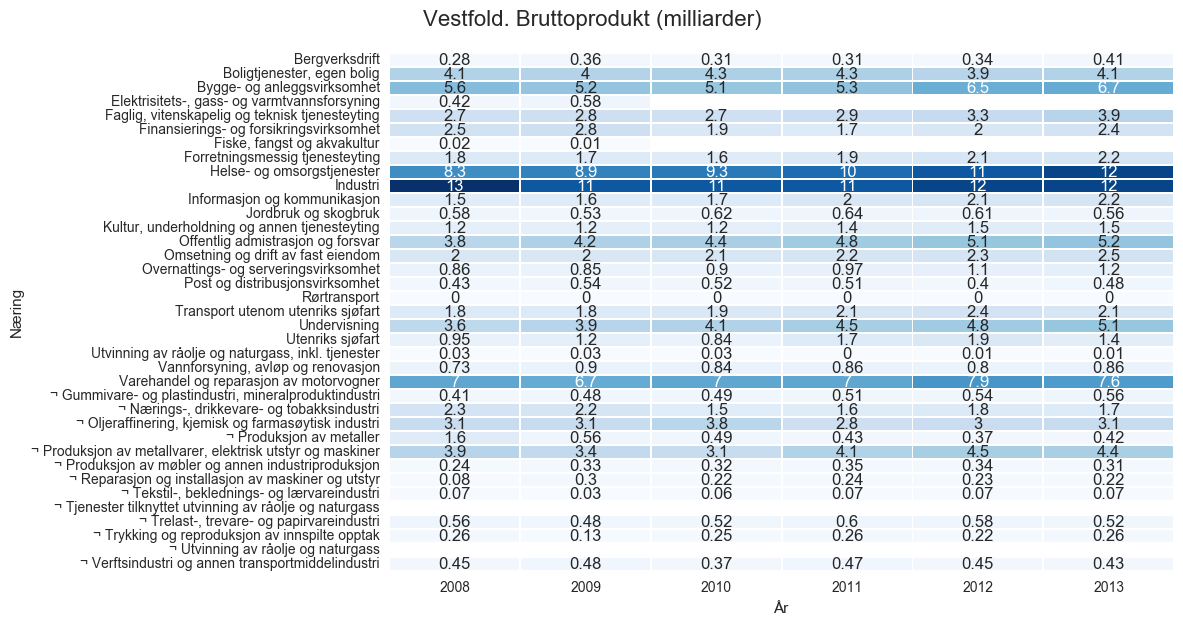 Vestfold. Bruttoprodukt (milliarder)
Bergverksdrift 0.28 0.36 0.31 0.31 0.34 0.41
Boligtjenester, egen bolig 4.1 4 4.3 4.3 3.9 4.1
Bygge- og anleggsvirksomhet 5.6 5.2 5.1 5.3 6.5 6.7
Elektrisitets-, gass- og varmtvannsforsyning 0.42 0.58
Faglig, vitenskapelig og teknisk tjenesteyting 2.7 2.8 2.7 2.9 3.3 3.9
Finansierings- og forsikringsvirksomhet 2.5 2.8 1.9 1.7 2 2.4
Fiske, fangst og akvakultur 0.02 0.01
Forretningsmessig tjenesteyting 1.8 1.7 1.6 1.9 2.1 2.2
Helse- og omsorgstjenester 8.3 8.9 9.3 10 11 12
Industri 13 11 11 11 12 12
Informasjon og kommunikasjon 1.5 1.6 1.7 2 2.1 2.2
Jordbruk og skogbruk 0.58 0.53 0.62 0.64 0.61 0.56
Kultur, underholdning og annen tjenesteyting 1.2 1.2 1.2 1.4 1.5 1.5
Offentlig admistrasjon og forsvar 3.8 4.2 4.4 4.8 5.1 5.2
Omsetning og drift av fast eiendom 2 2 2.1 2.2 2.3 2.5
Overnattings- og serveringsvirksomhet 0.86 0.85 0.9 0.97 1.1 1.2
Post og distribusjonsvirksomhet 0.43 0.54 0.52 0.51 0.4 0.48
Rørtransport 0 0 0 0 0 0
Transport utenom utenriks sjøfart 1.8 1.8 1.9 2.1 2.4 2.1
Undervisning 3.6 3.9 4.1 4.5 4.8 5.1
Utenriks sjøfart 0.95 1.2 0.84 1.7 1.9 1.4
Utvinning av råolje og naturgass, inkl. tjenester 0.03 0.03 0.03 0 0.01 0.01
Vannforsyning, avløp og renovasjon 0.73 0.9 0.84 0.86 0.8 0.86
Varehandel og reparasjon av motorvogner 7 6.7 7 7 7.9 7.6
¬ Gummivare- og plastindustri, mineralproduktindustri 0.41 0.48 0.49 0.51 0.54 0.56
¬ Nærings-, drikkevare- og tobakksindustri 2.3 2.2 1.5 1.6 1.8 1.7
¬ Oljeraffinering, kjemisk og farmasøytisk industri 3.1 3.1 3.8 2.8 3 3.1
¬ Produksjon av metaller 1.6 0.56 0.49 0.43 0.37 0.42
¬ Produksjon av metallvarer, elektrisk utstyr og maskiner 3.9 3.4 3.1 4.1 4.5 4.4
¬ Produksjon av møbler og annen industriproduksjon 0.24 0.33 0.32 0.35 0.34 0.31
¬ Reparasjon og installasjon av maskiner og utstyr 0.08 0.3 0.22 0.24 0.23 0.22
¬ Tekstil-, beklednings- og lærvareindustri 0.07 0.03 0.06 0.07 0.07 0.07
¬ Tjenester tilknyttet utvinning av råolje og naturgass
¬ Trelast-, trevare- og papirvareindustri 0.56 0.48 0.52 0.6 0.58 0.52
¬ Trykking og reproduksjon av innspilte opptak 0.26 0.13 0.25 0.26 0.22 0.26
¬ Utvinning av råolje og naturgass
¬ Verftsindustri og annen transportmiddelindustri 0.45 0.48 0.37 0.47 0.45 0.43
2008 2009 2010 2011 2012 2013
År
Næring